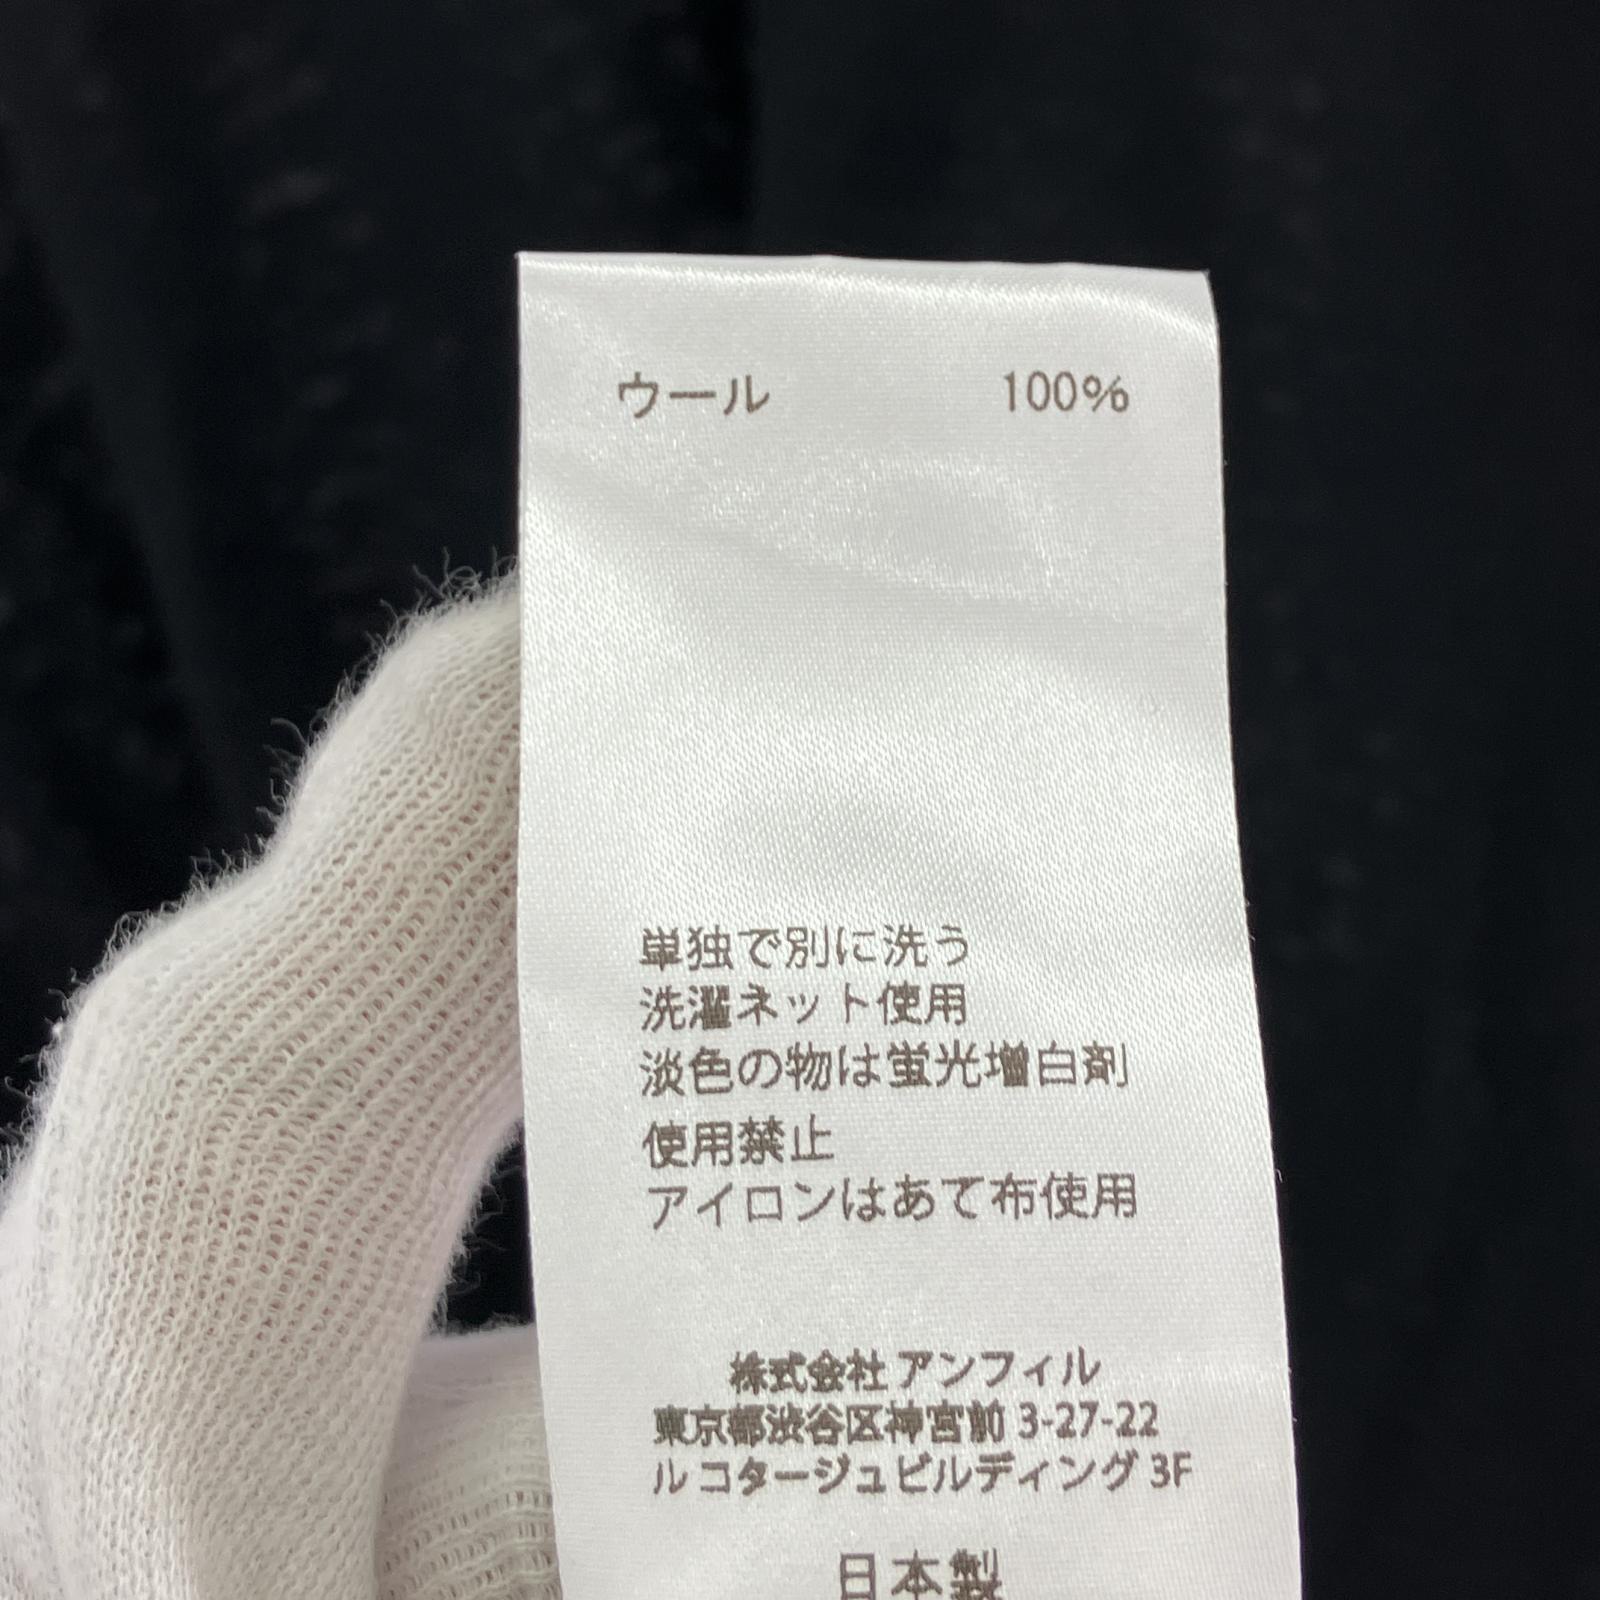 ウール 100%
単独で別に洗う
洗濯ネット使用
淡色の物は蛍光増白剤
使用禁止
アイロンはあて布使用
株式会社 アンフィル
東京都渋谷区神宮前 3-27-22
ル コタージュビルディング 3F
日本製